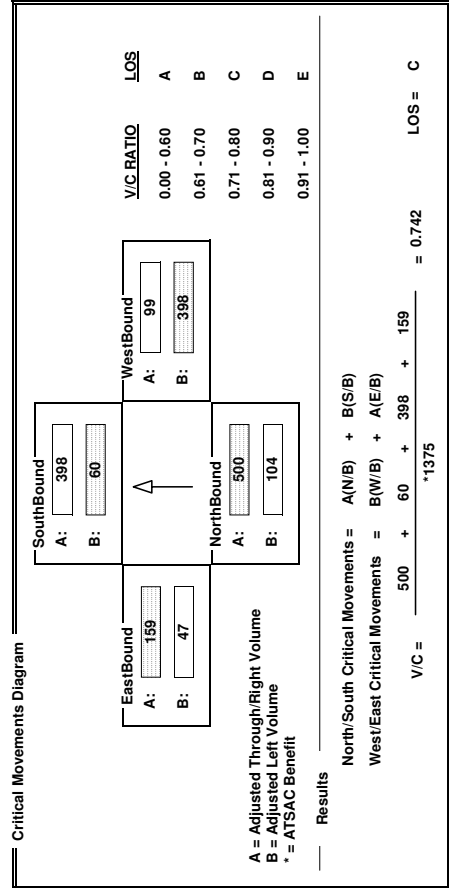 Critical Movements Diagram
SouthBound
A: 398
B: 60
EastBound
A: 159
B: 47
WestBound
A: 99
B: 398
NorthBound
A: 500
B: 104
V/C RATIO LOS
0.00 - 0.60 A
0.61 - 0.70 B
0.71 - 0.80 C
0.81 - 0.90 D
0.91 - 1.00 E
A = Adjusted Through/Right Volume
B = Adjusted Left Volume
* = ATSAC Benefit
Results
North/South Critical Movements = A(N/B) + B(S/B)
West/East Critical Movements = B(W/B) + A(E/B)
V/C = 500 + 60 + 398 + 159 = 0.742 LOS = C
*1375